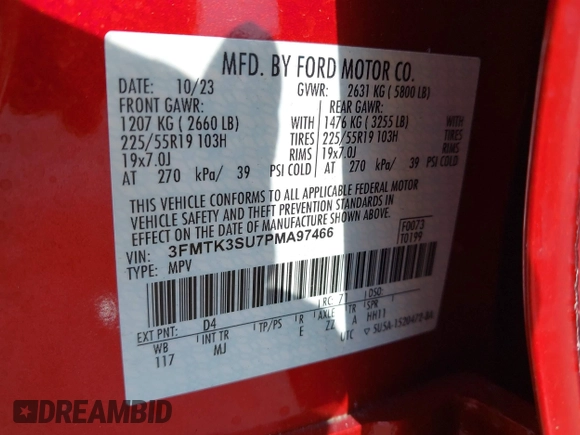 MFD. BY FORD MOTOR CO.
DATE: 10/23 GVWR: 2631 KG ( 5800 LB)
FRONT GAWR: REAR GAWR:
1207 KG ( 2660 LB) WITH 1476 KG ( 3255 LB) WITH
225/55R19 103H TIRES 225/55R19 103H TIRES
19x7.0J RIMS 19x7.0J RIMS
AT 270 kPa/ 39 PSI COLD AT 270 kPa/ 39 PSI COLD
THIS VEHICLE CONFORMS TO ALL APPLICABLE FEDERAL MOTOR
VEHICLE SAFETY AND THEFT PREVENTION STANDARDS IN
EFFECT ON THE DATE OF MANUFACTURE SHOWN ABOVE.
VIN: 3FMTK3SU7PMA97466 F0073
TYPE: MPV T0199
EXT PNT: D4 RC: 7 DSO:
WB INT TR TP/PS R AXLE TR SPR
117 MJ E ZZ A HH11
UTC
DREAMBID